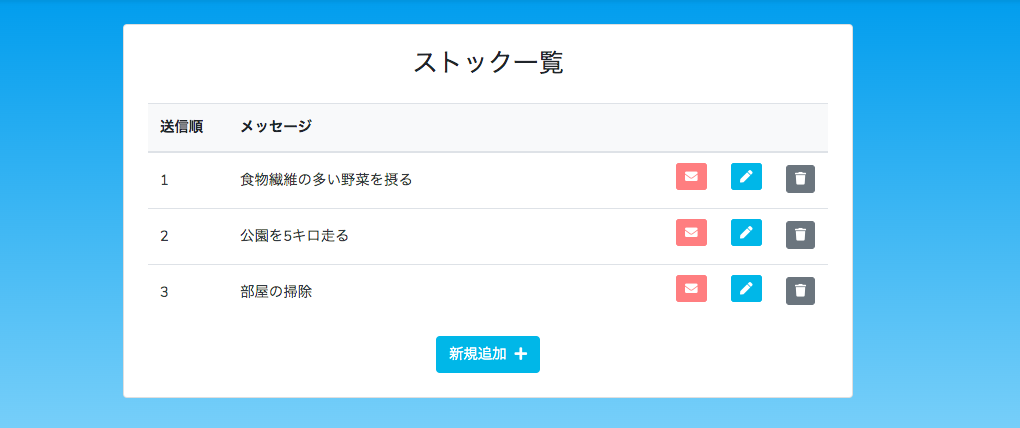 ストック一覧
送信順 メッセージ
1 食物繊維の多い野菜を摂る
2 公園を5キロ走る
3 部屋の掃除
新規追加 +